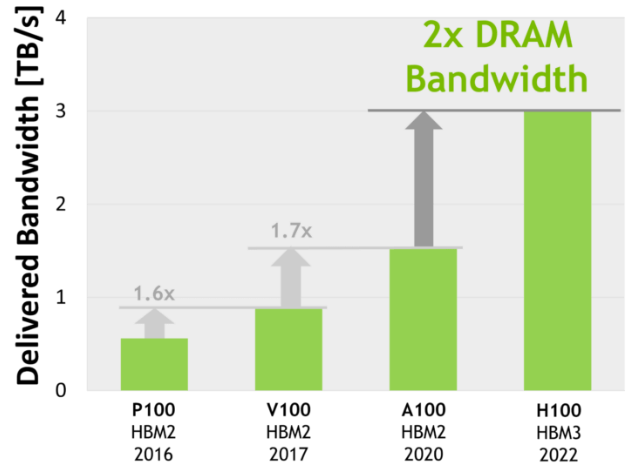 Delivered Bandwidth [TB/s]
4
3
2
1
0
2x DRAM
Bandwidth
1.6x
1.7x
P100
HBM2
2016
V100
HBM2
2017
A100
HBM2
2020
H100
HBM3
2022